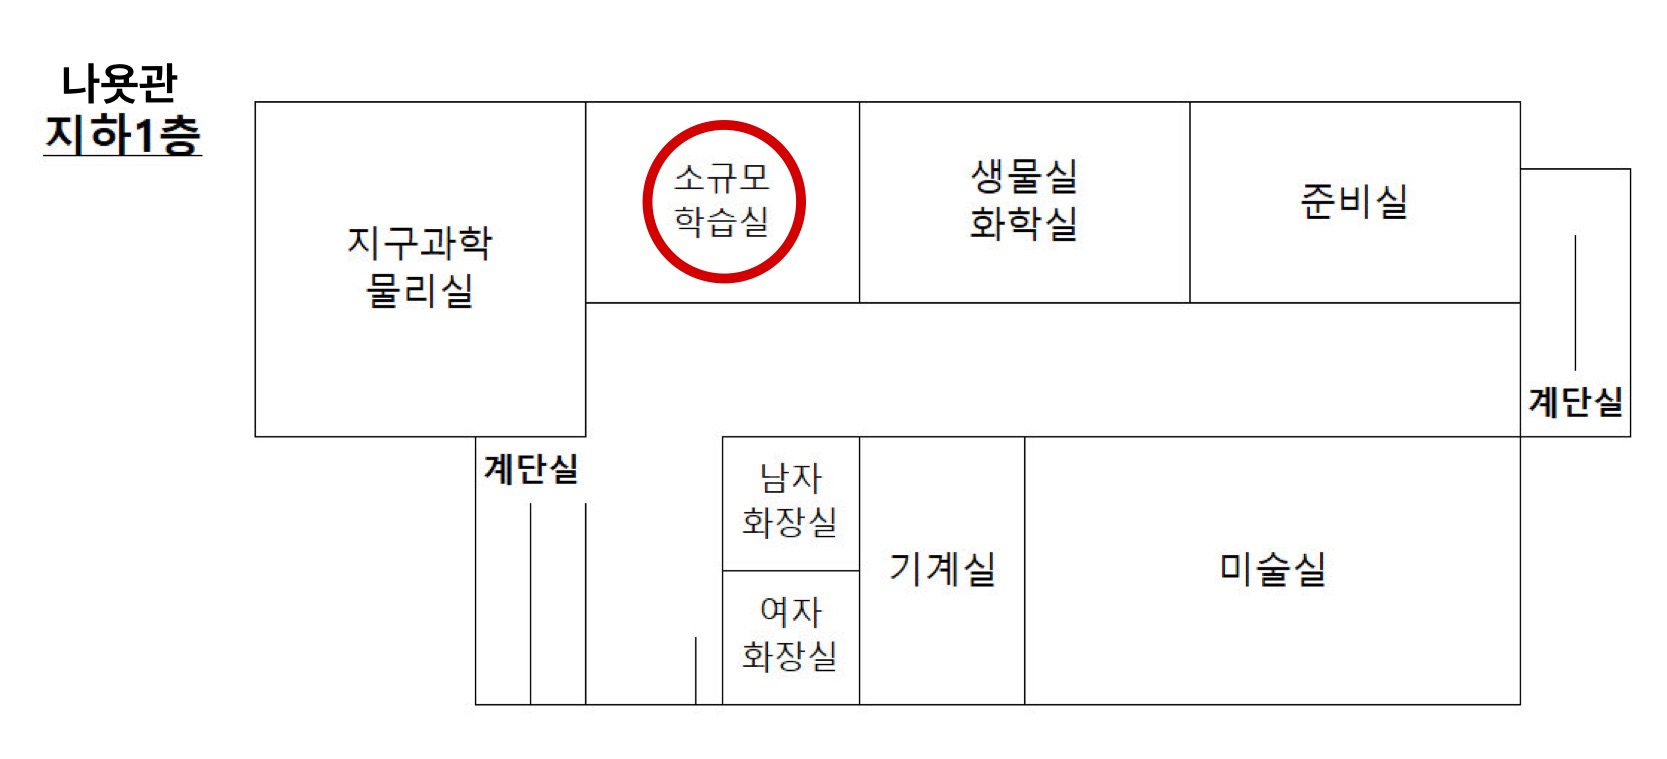 나욧관
지하1층
지구과학
물리실
소규모
학습실
생물실
화학실
준비실
계단실
계단실
남자
화장실
여자
화장실
기계실
미술실